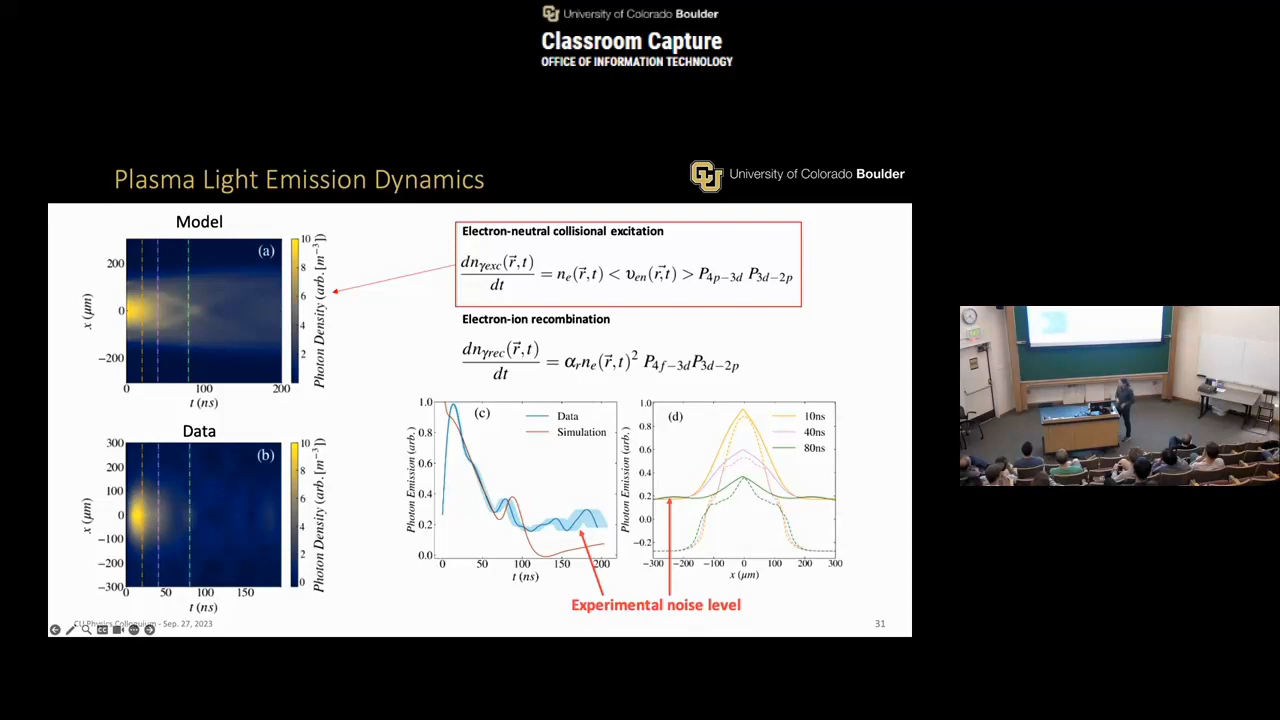 University of Colorado Boulder
Classroom Capture
OFFICE OF INFORMATION TECHNOLOGY
Plasma Light Emission Dynamics
University of Colorado Boulder
Model
(a)
200
0
−200
x (μm)
0
100
200
t (ns)
10
8
6
4
2
Photon Density (arb. [m⁻³])
Electron-neutral collisional excitation
dn_γexc(r⃗,t)/dt = n_e(r⃗,t) < υ_en(r⃗,t) > P_4p−3d P_3d−2p
Electron-ion recombination
dn_γrec(r⃗,t)/dt = α_r n_e(r⃗,t)² P_4f−3d P_3d−2p
Data
(b)
300
200
100
0
−100
−200
−300
x (μm)
0
50
100
150
t (ns)
10
8
6
4
2
0
Photon Density (arb. [m⁻³])
(c)
Data
Simulation
1.0
0.8
0.6
0.4
0.2
0.0
Photon Emission (arb.)
0
50
100
150
200
t (ns)
(d)
10ns
40ns
80ns
1.0
0.8
0.6
0.4
0.2
−0.2
Photon Emission (arb.)
−300
−200
−100
0
100
200
300
x (μm)
Experimental noise level
CU Physics Colloquium - Sep. 27, 2023
31